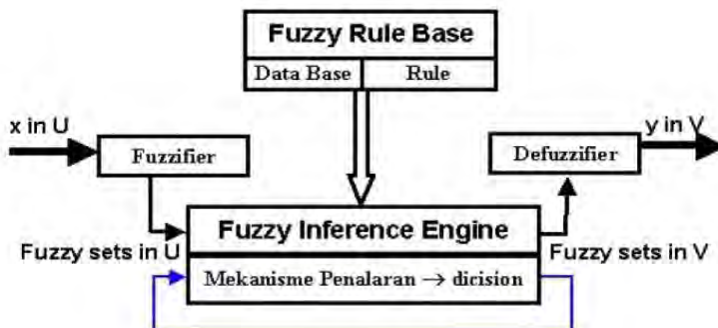 Fuzzy Rule Base
Data Base Rule
x in U
y in V
Fuzzifier
Defuzzifier
Fuzzy Inference Engine
Fuzzy sets in U
Fuzzy sets in V
Mekanisme Penalaran → dicision